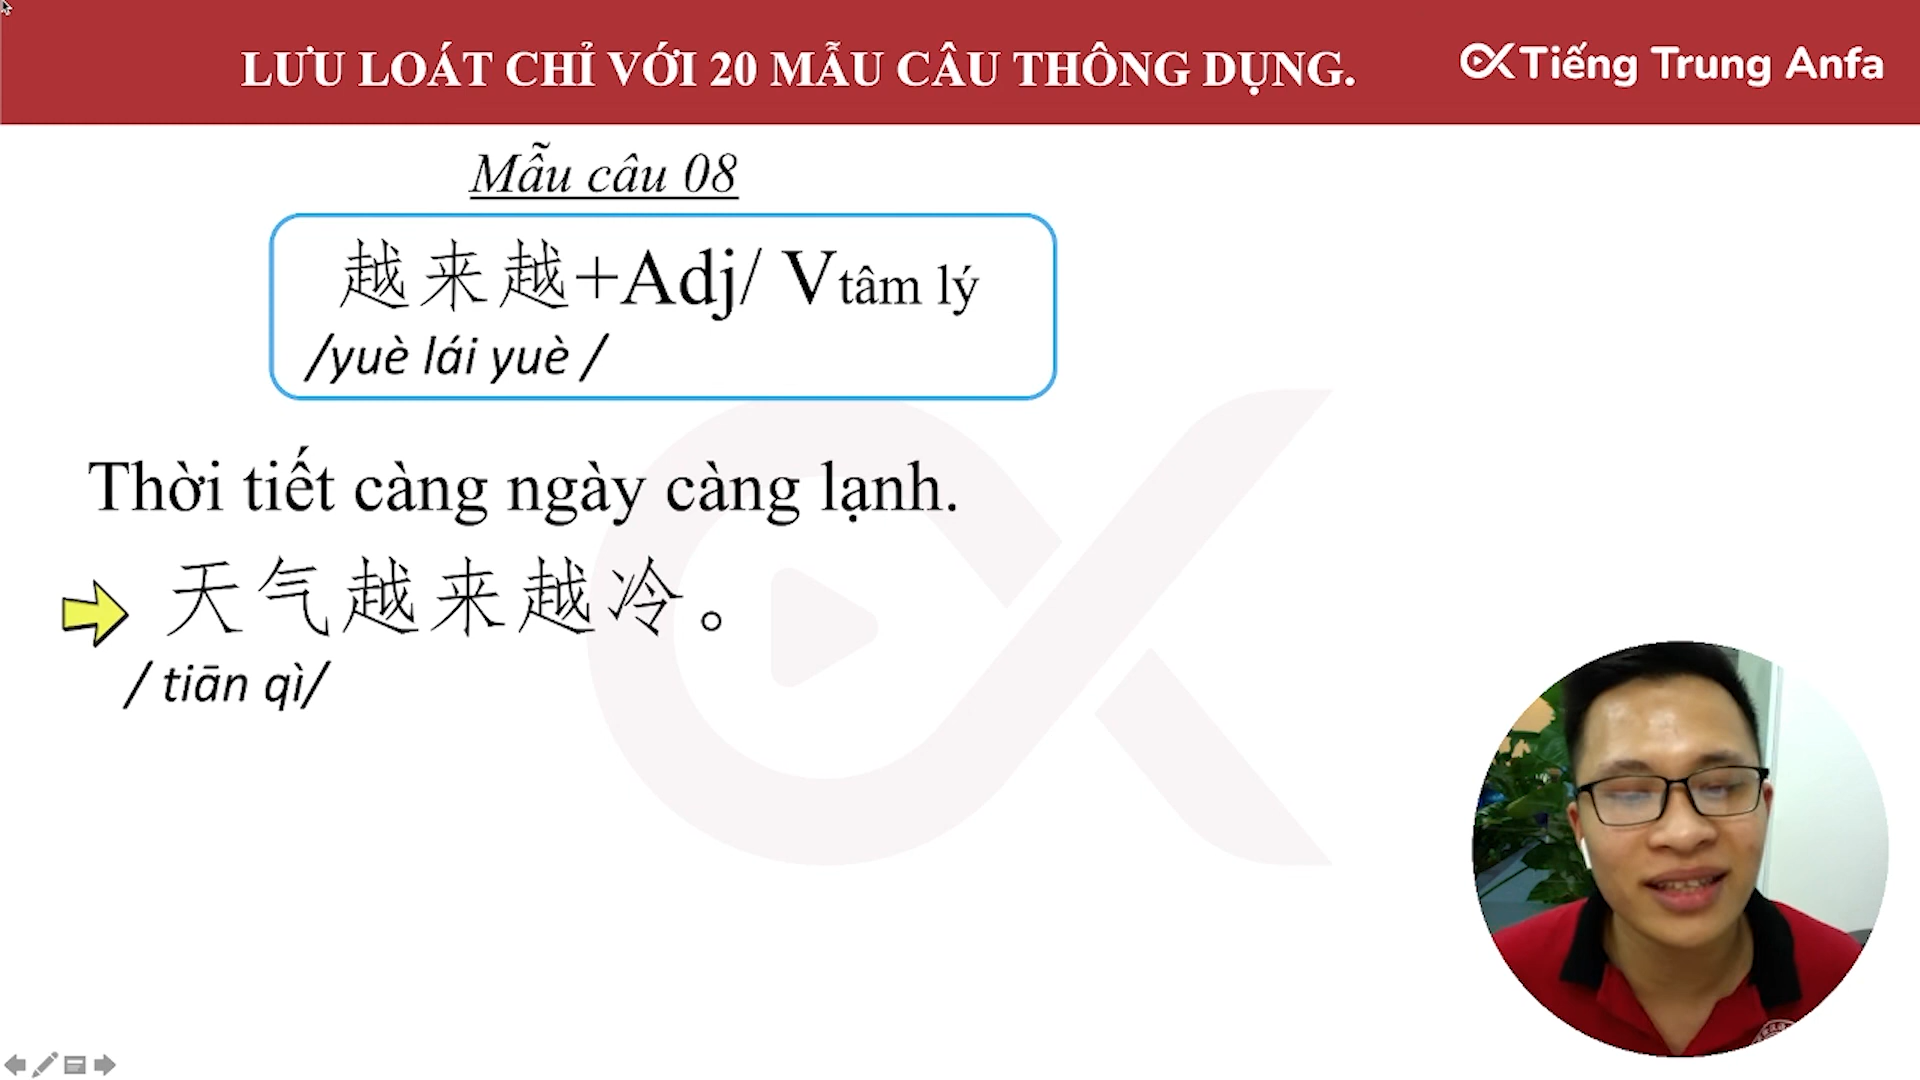 LƯU LOÁT CHỈ VỚI 20 MẪU CÂU THÔNG DỤNG.
Tiếng Trung Anfa
Mẫu câu 08
越来越+Adj/ Vtâm lý
/yuè lái yuè /
Thời tiết càng ngày càng lạnh.
天气越来越冷。
/ tiān qì/